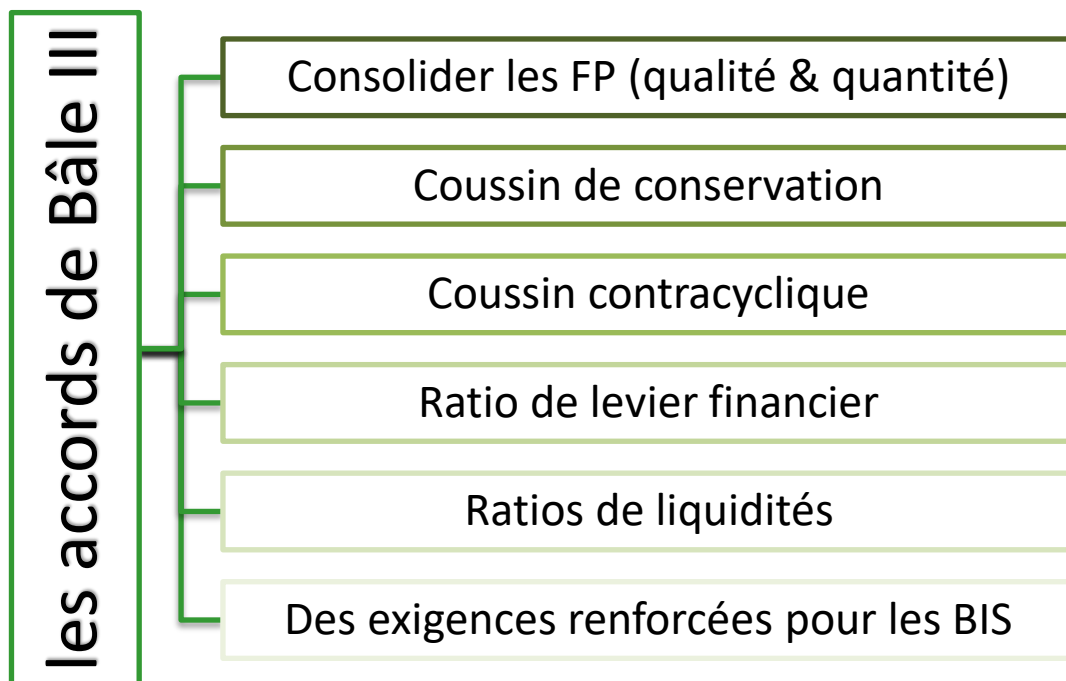 les accords de Bâle III
Consolider les FP (qualité & quantité)
Coussin de conservation
Coussin contracyclique
Ratio de levier financier
Ratios de liquidités
Des exigences renforcées pour les BIS